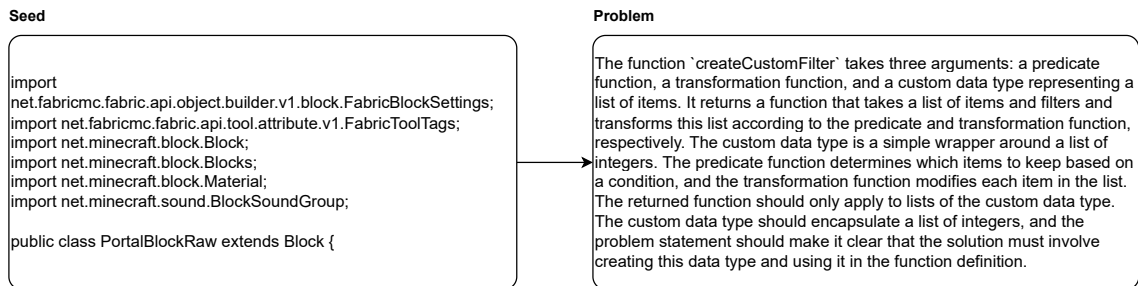 Seed
import
net.fabricmc.fabric.api.object.builder.v1.block.FabricBlockSettings;
import net.fabricmc.fabric.api.tool.attribute.v1.FabricToolTags;
import net.minecraft.block.Block;
import net.minecraft.block.Blocks;
import net.minecraft.block.Material;
import net.minecraft.sound.BlockSoundGroup;
public class PortalBlockRaw extends Block {
Problem
The function `createCustomFilter` takes three arguments: a predicate
function, a transformation function, and a custom data type representing a
list of items. It returns a function that takes a list of items and filters and
transforms this list according to the predicate and transformation function,
respectively. The custom data type is a simple wrapper around a list of
integers. The predicate function determines which items to keep based on
a condition, and the transformation function modifies each item in the list.
The returned function should only apply to lists of the custom data type.
The custom data type should encapsulate a list of integers, and the
problem statement should make it clear that the solution must involve
creating this data type and using it in the function definition.